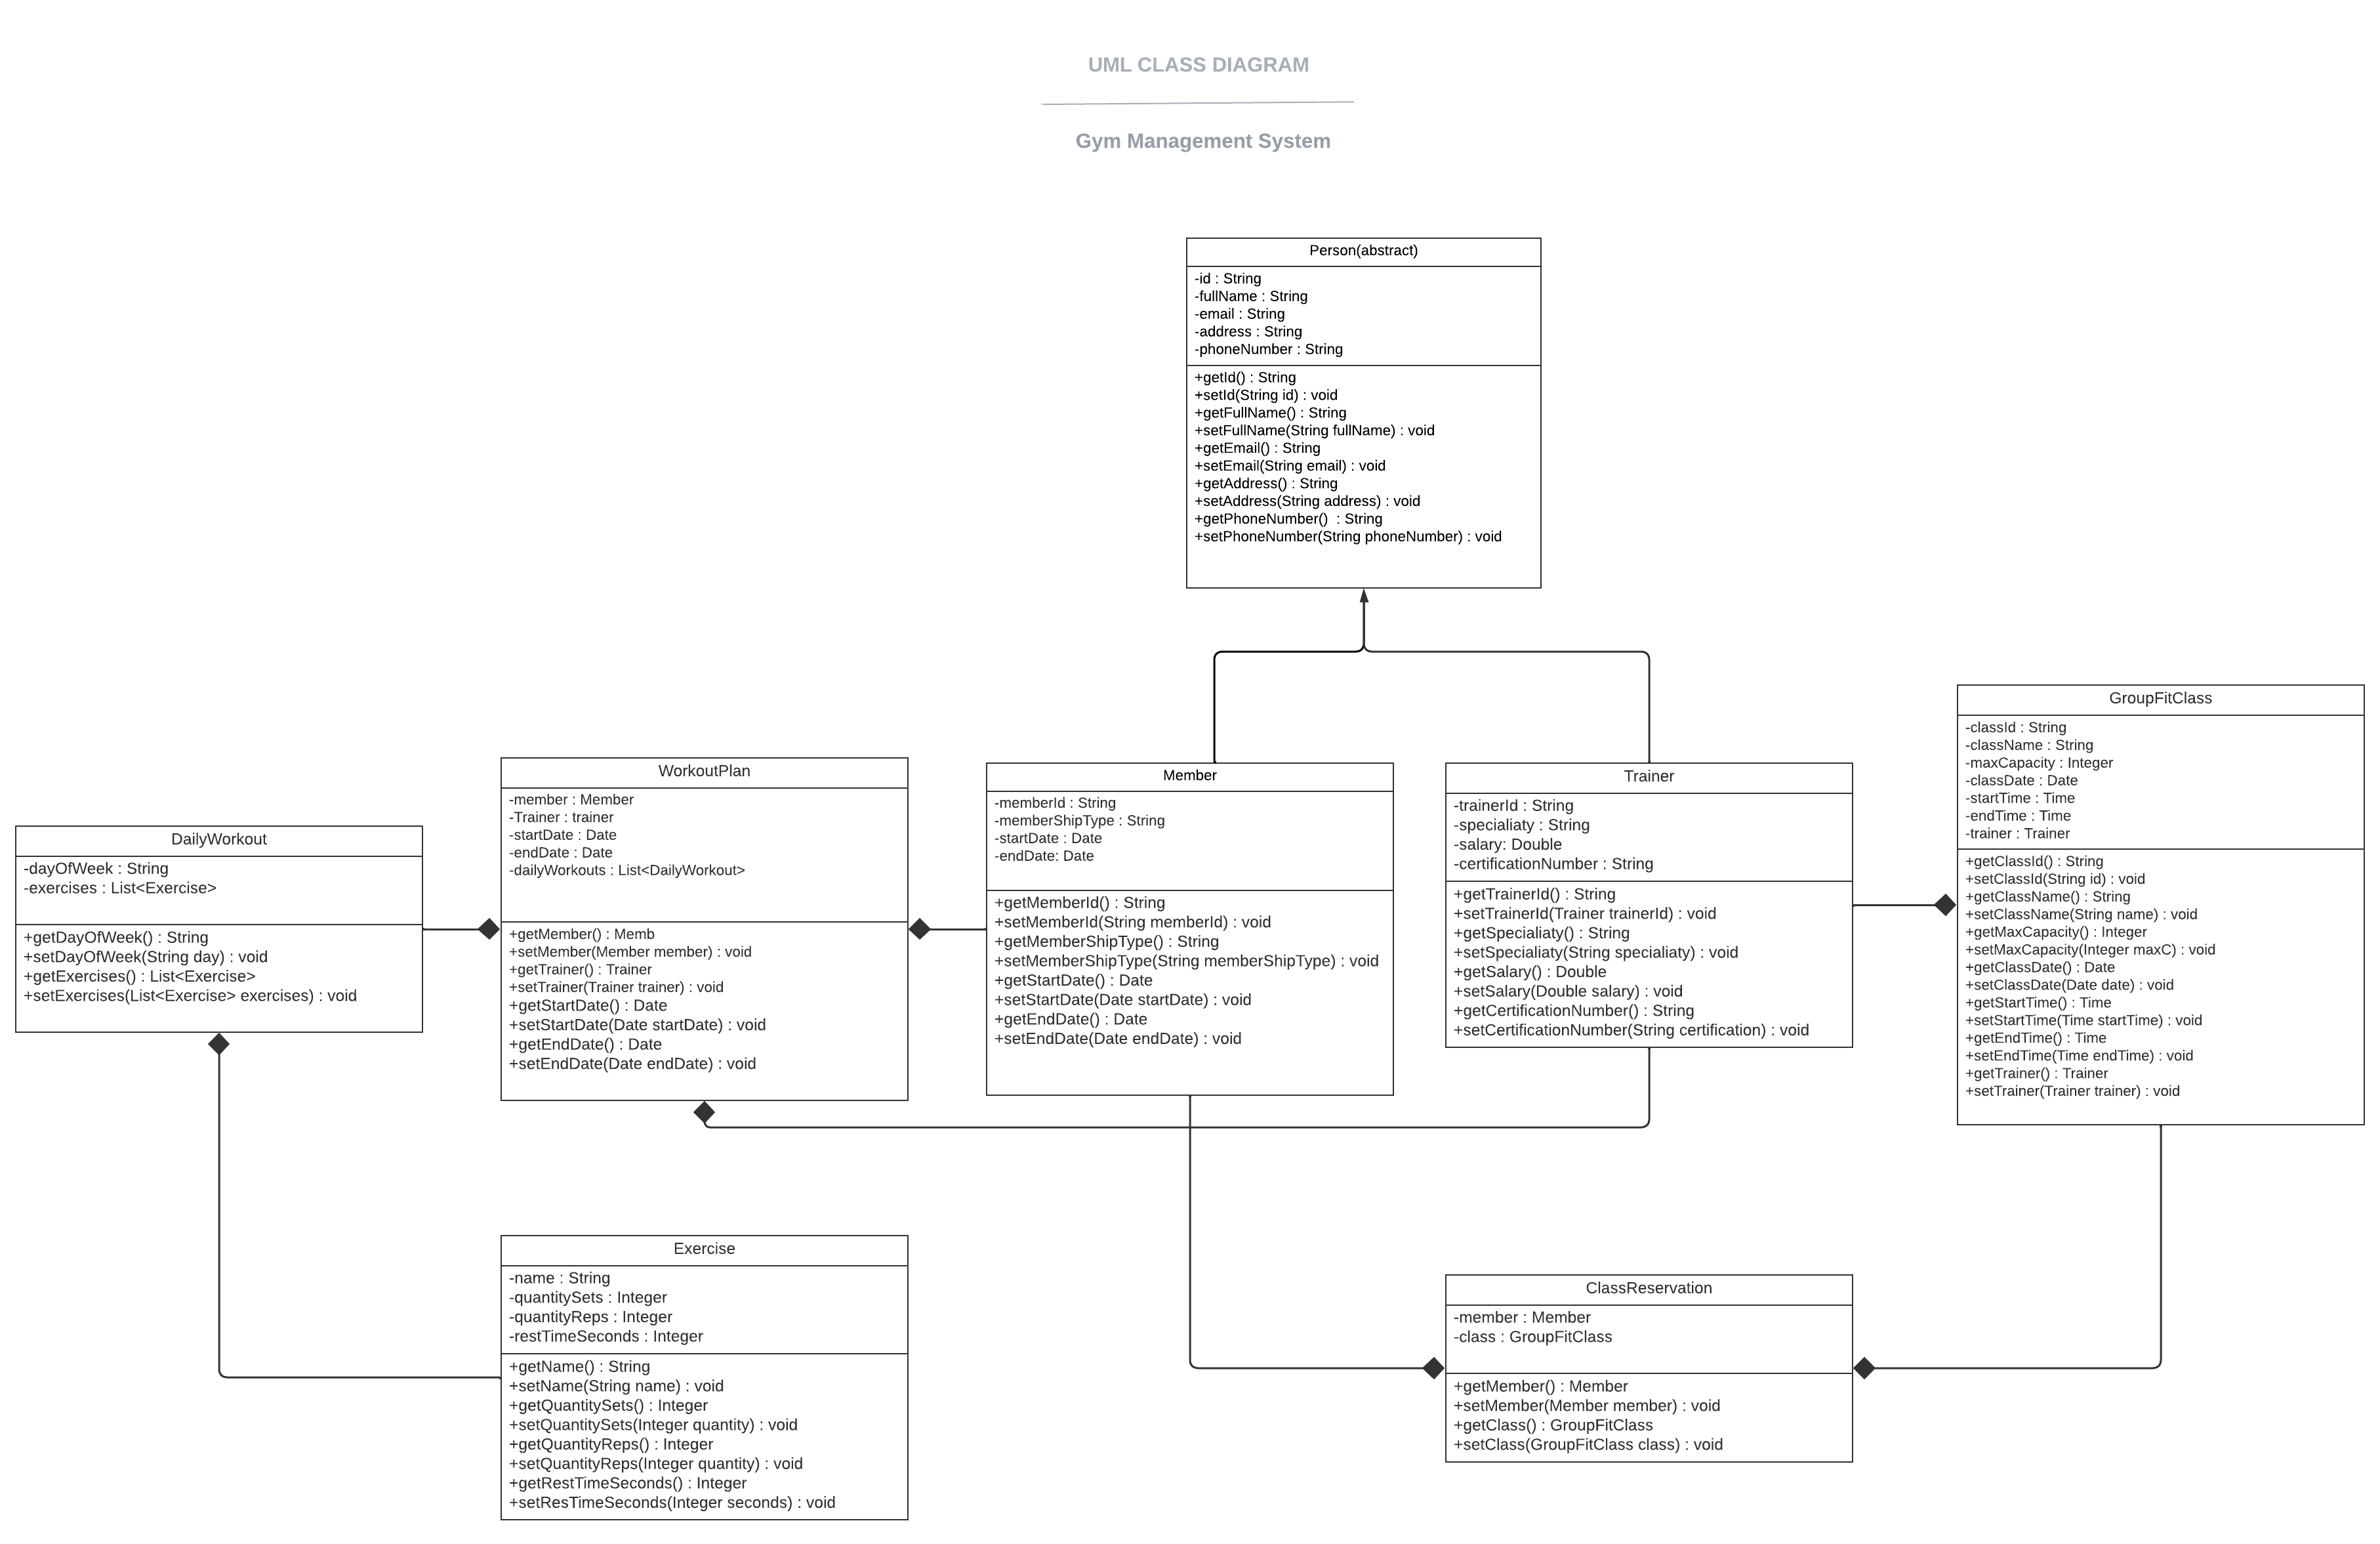 UML CLASS DIAGRAM
Gym Management System
Person(abstract)
-id : String
-fullName : String
-email : String
-address : String
-phoneNumber : String
+getId() : String
+setId(String id) : void
+getFullName() : String
+setFullName(String fullName) : void
+getEmail() : String
+setEmail(String email) : void
+getAddress() : String
+setAddress(String address) : void
+getPhoneNumber()  : String
+setPhoneNumber(String phoneNumber) : void
DailyWorkout
-dayOfWeek : String
-exercises : List<Exercise>
+getDayOfWeek() : String
+setDayOfWeek(String day) : void
+getExercises() : List<Exercise>
+setExercises(List<Exercise> exercises) : void
WorkoutPlan
-member : Member
-Trainer : trainer
-startDate : Date
-endDate : Date
-dailyWorkouts : List<DailyWorkout>
+getMember() : Memb
+setMember(Member member) : void
+getTrainer() : Trainer
+setTrainer(Trainer trainer) : void
+getStartDate() : Date
+setStartDate(Date startDate) : void
+getEndDate() : Date
+setEndDate(Date endDate) : void
Member
-memberId : String
-memberShipType : String
-startDate : Date
-endDate: Date
+getMemberId() : String
+setMemberId(String memberId) : void
+getMemberShipType() : String
+setMemberShipType(String memberShipType) : void
+getStartDate() : Date
+setStartDate(Date startDate) : void
+getEndDate() : Date
+setEndDate(Date endDate) : void
Trainer
-trainerId : String
-specialiaty : String
-salary: Double
-certificationNumber : String
+getTrainerId() : String
+setTrainerId(Trainer trainerId) : void
+getSpecialiaty() : String
+setSpecialiaty(String specialiaty) : void
+getSalary() : Double
+setSalary(Double salary) : void
+getCertificationNumber() : String
+setCertificationNumber(String certification) : void
GroupFitClass
-classId : String
-className : String
-maxCapacity : Integer
-classDate : Date
-startTime : Time
-endTime : Time
-trainer : Trainer
+getClassId() : String
+setClassId(String id) : void
+getClassName() : String
+setClassName(String name) : void
+getMaxCapacity() : Integer
+setMaxCapacity(Integer maxC) : void
+getClassDate() : Date
+setClassDate(Date date) : void
+getStartTime() : Time
+setStartTime(Time startTime) : void
+getEndTime() : Time
+setEndTime(Time endTime) : void
+getTrainer() : Trainer
+setTrainer(Trainer trainer) : void
Exercise
-name : String
-quantitySets : Integer
-quantityReps : Integer
-restTimeSeconds : Integer
+getName() : String
+setName(String name) : void
+getQuantitySets() : Integer
+setQuantitySets(Integer quantity) : void
+getQuantityReps() : Integer
+setQuantityReps(Integer quantity) : void
+getRestTimeSeconds() : Integer
+setResTimeSeconds(Integer seconds) : void
ClassReservation
-member : Member
-class : GroupFitClass
+getMember() : Member
+setMember(Member member) : void
+getClass() : GroupFitClass
+setClass(GroupFitClass class) : void